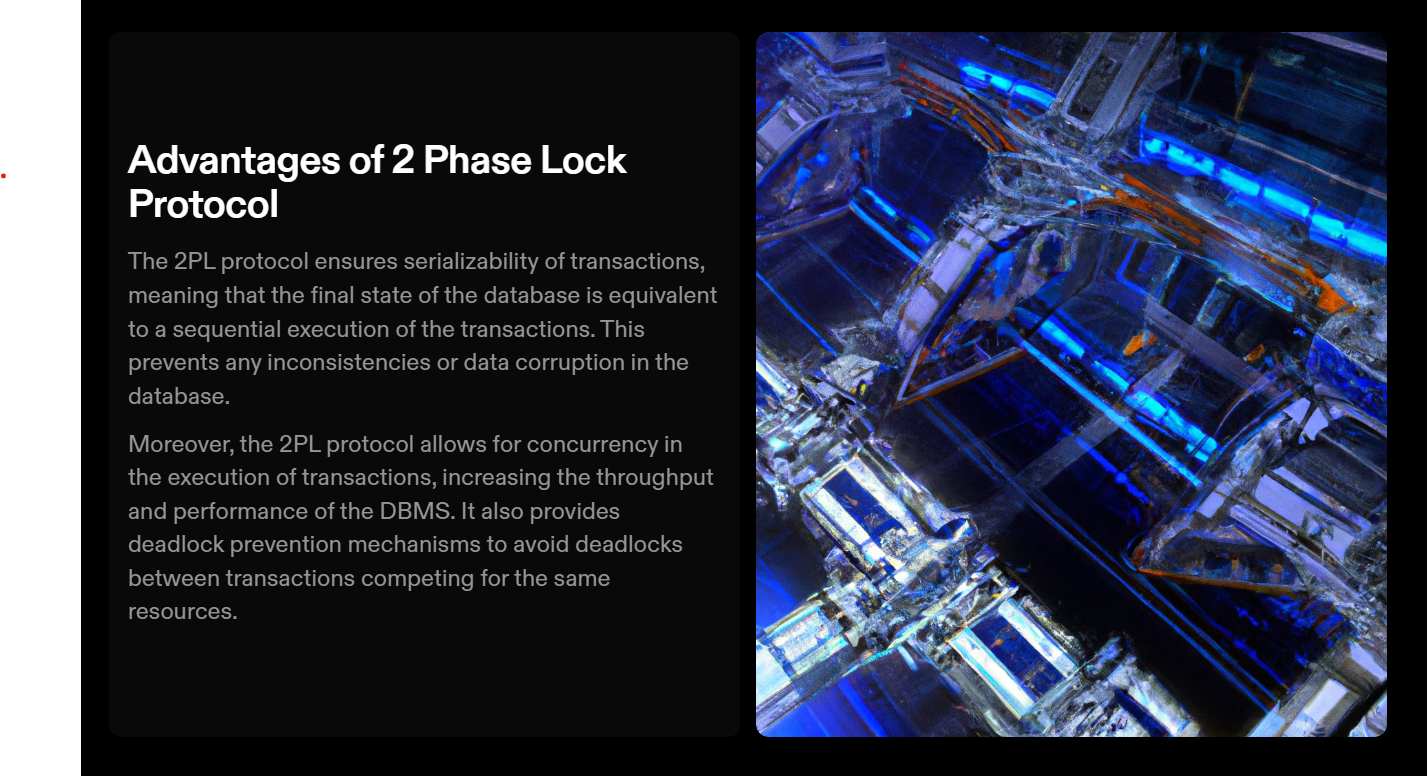 Advantages of 2 Phase Lock
Protocol
The 2PL protocol ensures serializability of transactions,
meaning that the final state of the database is equivalent
to a sequential execution of the transactions. This
prevents any inconsistencies or data corruption in the
database.
Moreover, the 2PL protocol allows for concurrency in
the execution of transactions, increasing the throughput
and performance of the DBMS. It also provides
deadlock prevention mechanisms to avoid deadlocks
between transactions competing for the same
resources.